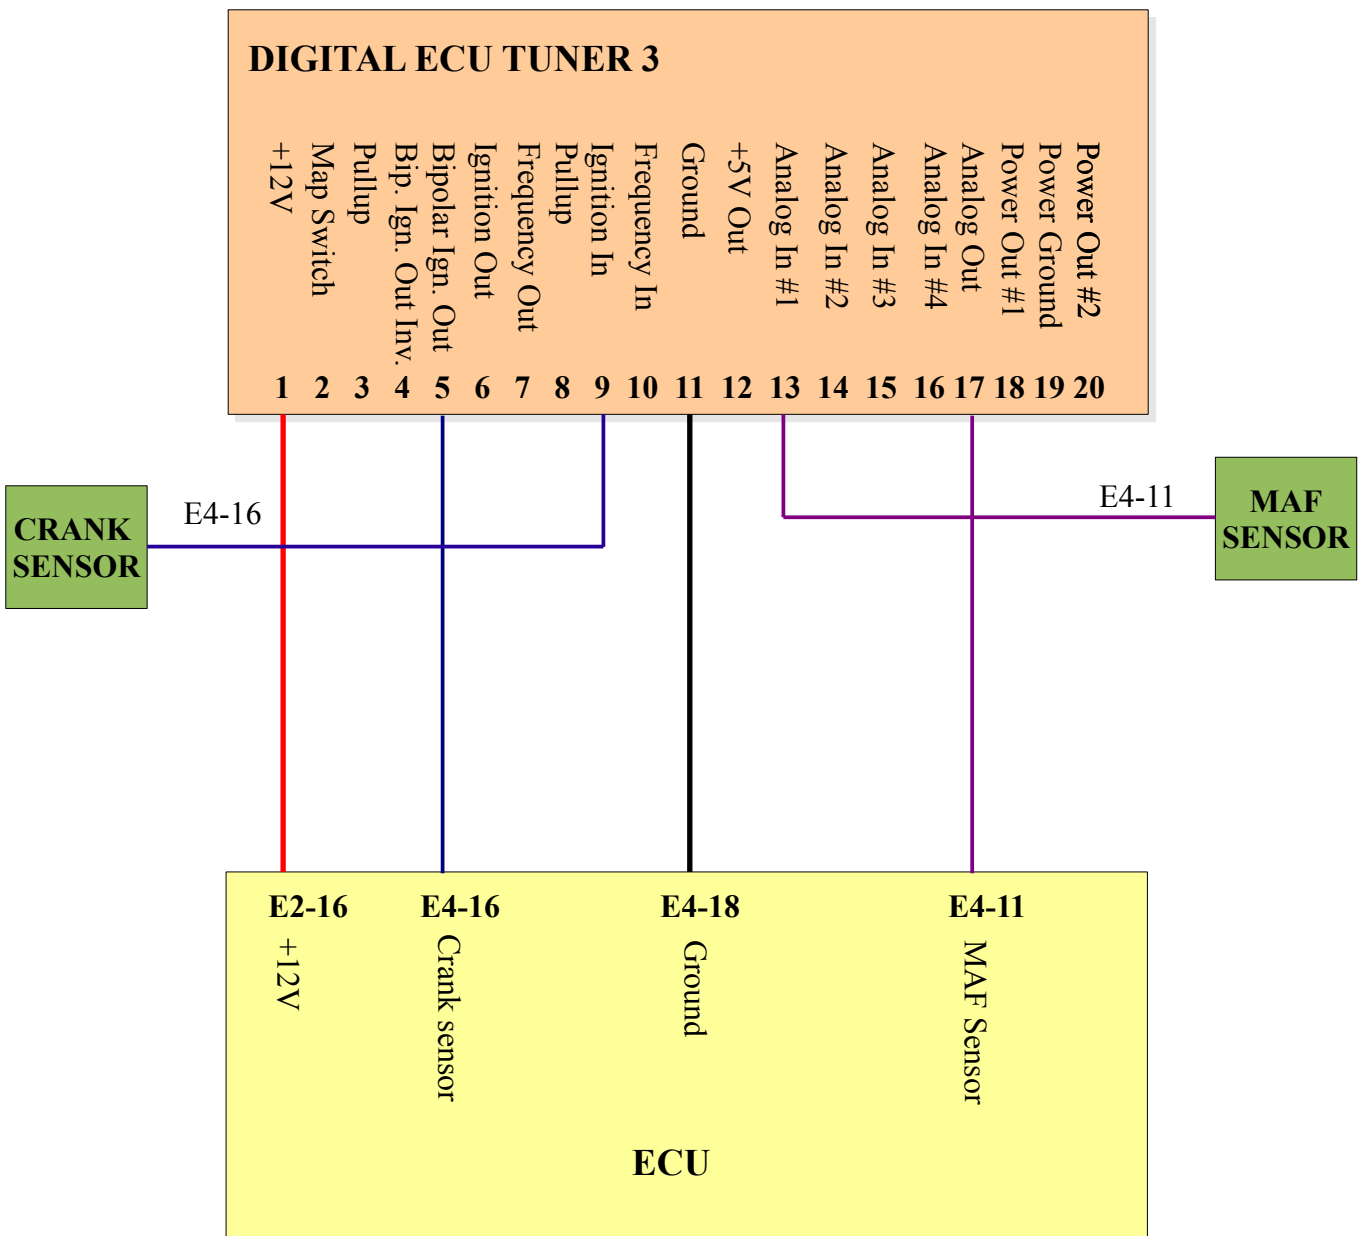 DIGITAL ECU TUNER 3
+12V
Map Switch
Pullup
Bip. Ign. Out Inv.
Bipolar Ign. Out
Ignition Out
Frequency Out
Pullup
Ignition In
Frequency In
Ground
+5V Out
Analog In #1
Analog In #2
Analog In #3
Analog In #4
Analog Out
Power Out #1
Power Ground
Power Out #2
1 2 3 4 5 6 7 8 9 10 11 12 13 14 15 16 17 18 19 20
CRANK
SENSOR
E4-16
E4-11
MAF
SENSOR
E2-16 E4-16 E4-18 E4-11
+12V
Crank sensor
Ground
MAF Sensor
ECU